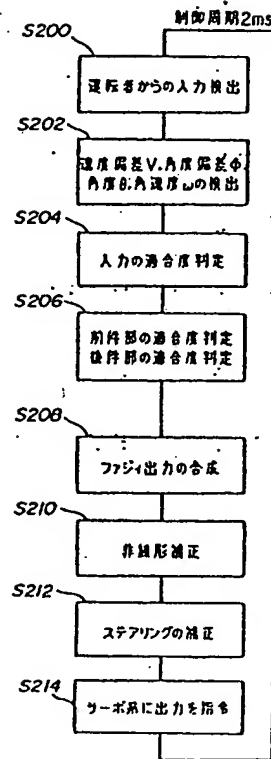 制御周期2ms
S200
運転者からの入力検出
S202
速度偏差V、角度偏差Φ、
角度θ、角速度ωの検出
S204
入力の適合度判定
S206
前件部の適合度判定
後件部の適合度判定
S208
ファジィ出力の合成
S210
非線形補正
S212
ステアリングの補正
S214
サーボ系に出力を指令